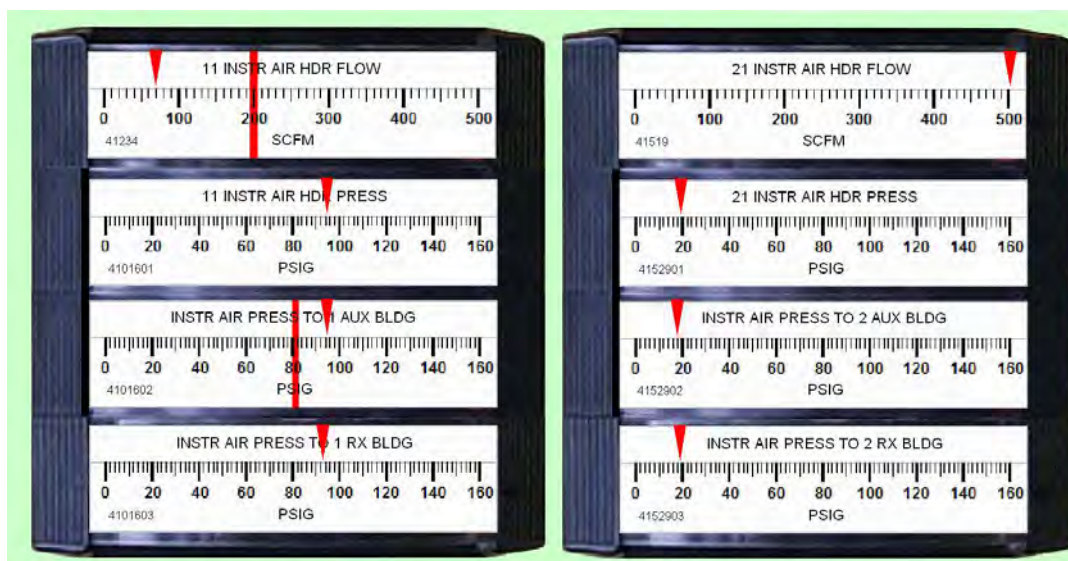 11 INSTR AIR HDR FLOW
0 100 200 300 400 500
41234 SCFM
11 INSTR AIR HDR PRESS
0 20 40 60 80 100 120 140 160
4101601 PSIG
INSTR AIR PRESS TO 1 AUX BLDG
0 20 40 60 80 100 120 140 160
4101602 PSIG
INSTR AIR PRESS TO 1 RX BLDG
0 20 40 60 80 100 120 140 160
4101603 PSIG
21 INSTR AIR HDR FLOW
0 100 200 300 400 500
41519 SCFM
21 INSTR AIR HDR PRESS
0 20 40 60 80 100 120 140 160
4152901 PSIG
INSTR AIR PRESS TO 2 AUX BLDG
0 20 40 60 80 100 120 140 160
4152902 PSIG
INSTR AIR PRESS TO 2 RX BLDG
0 20 40 60 80 100 120 140 160
4152903 PSIG